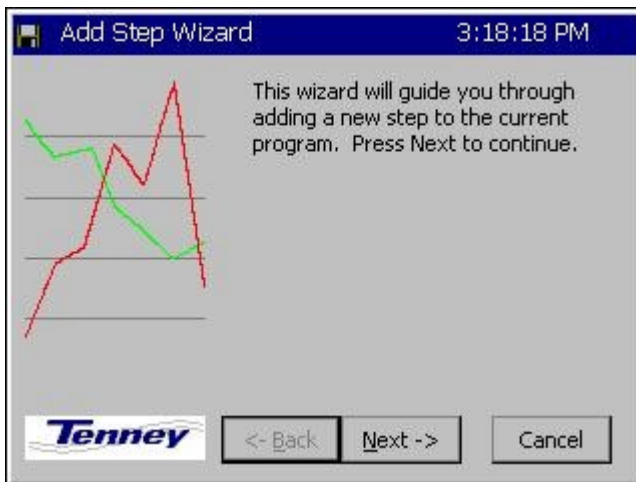 Add Step Wizard 3:18:18 PM
This wizard will guide you through
adding a new step to the current
program.  Press Next to continue.
Tenney <- Back Next -> Cancel